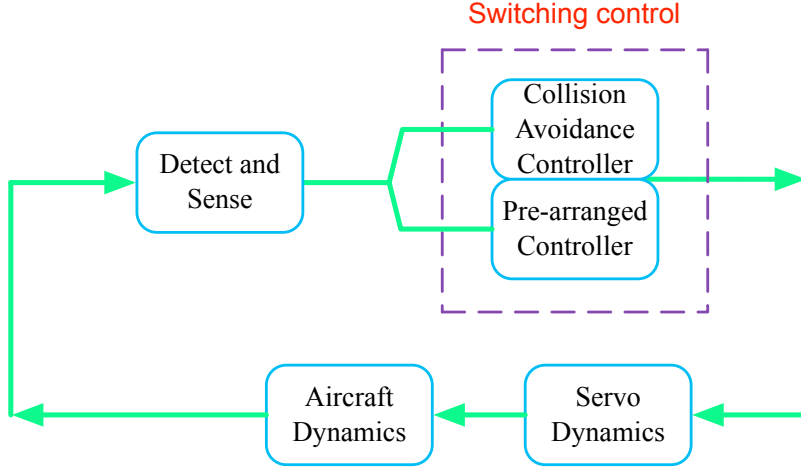 Switching control
Collision
Avoidance
Controller
Detect and
Sense
Pre-arranged
Controller
Aircraft
Dynamics
Servo
Dynamics